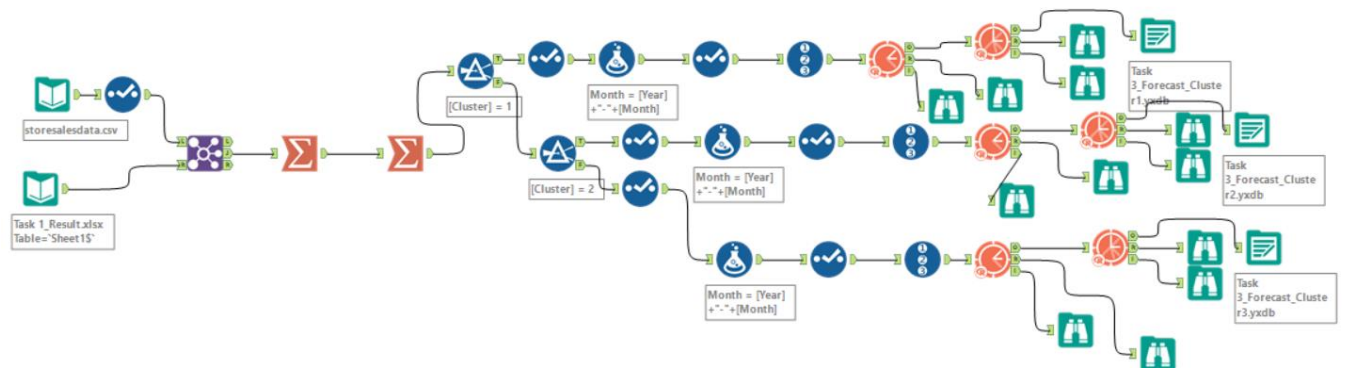 storesalesdata.csv
Task 1_Result.xlsx
Table=`Sheet1$`
[Cluster] = 1
Month = [Year]
+"-"+[Month]
Task
3_Forecast_Cluste
r1.yxdb
[Cluster] = 2
Month = [Year]
+"-"+[Month]
Task
3_Forecast_Cluste
r2.yxdb
Month = [Year]
+"-"+[Month]
Task
3_Forecast_Cluste
r3.yxdb